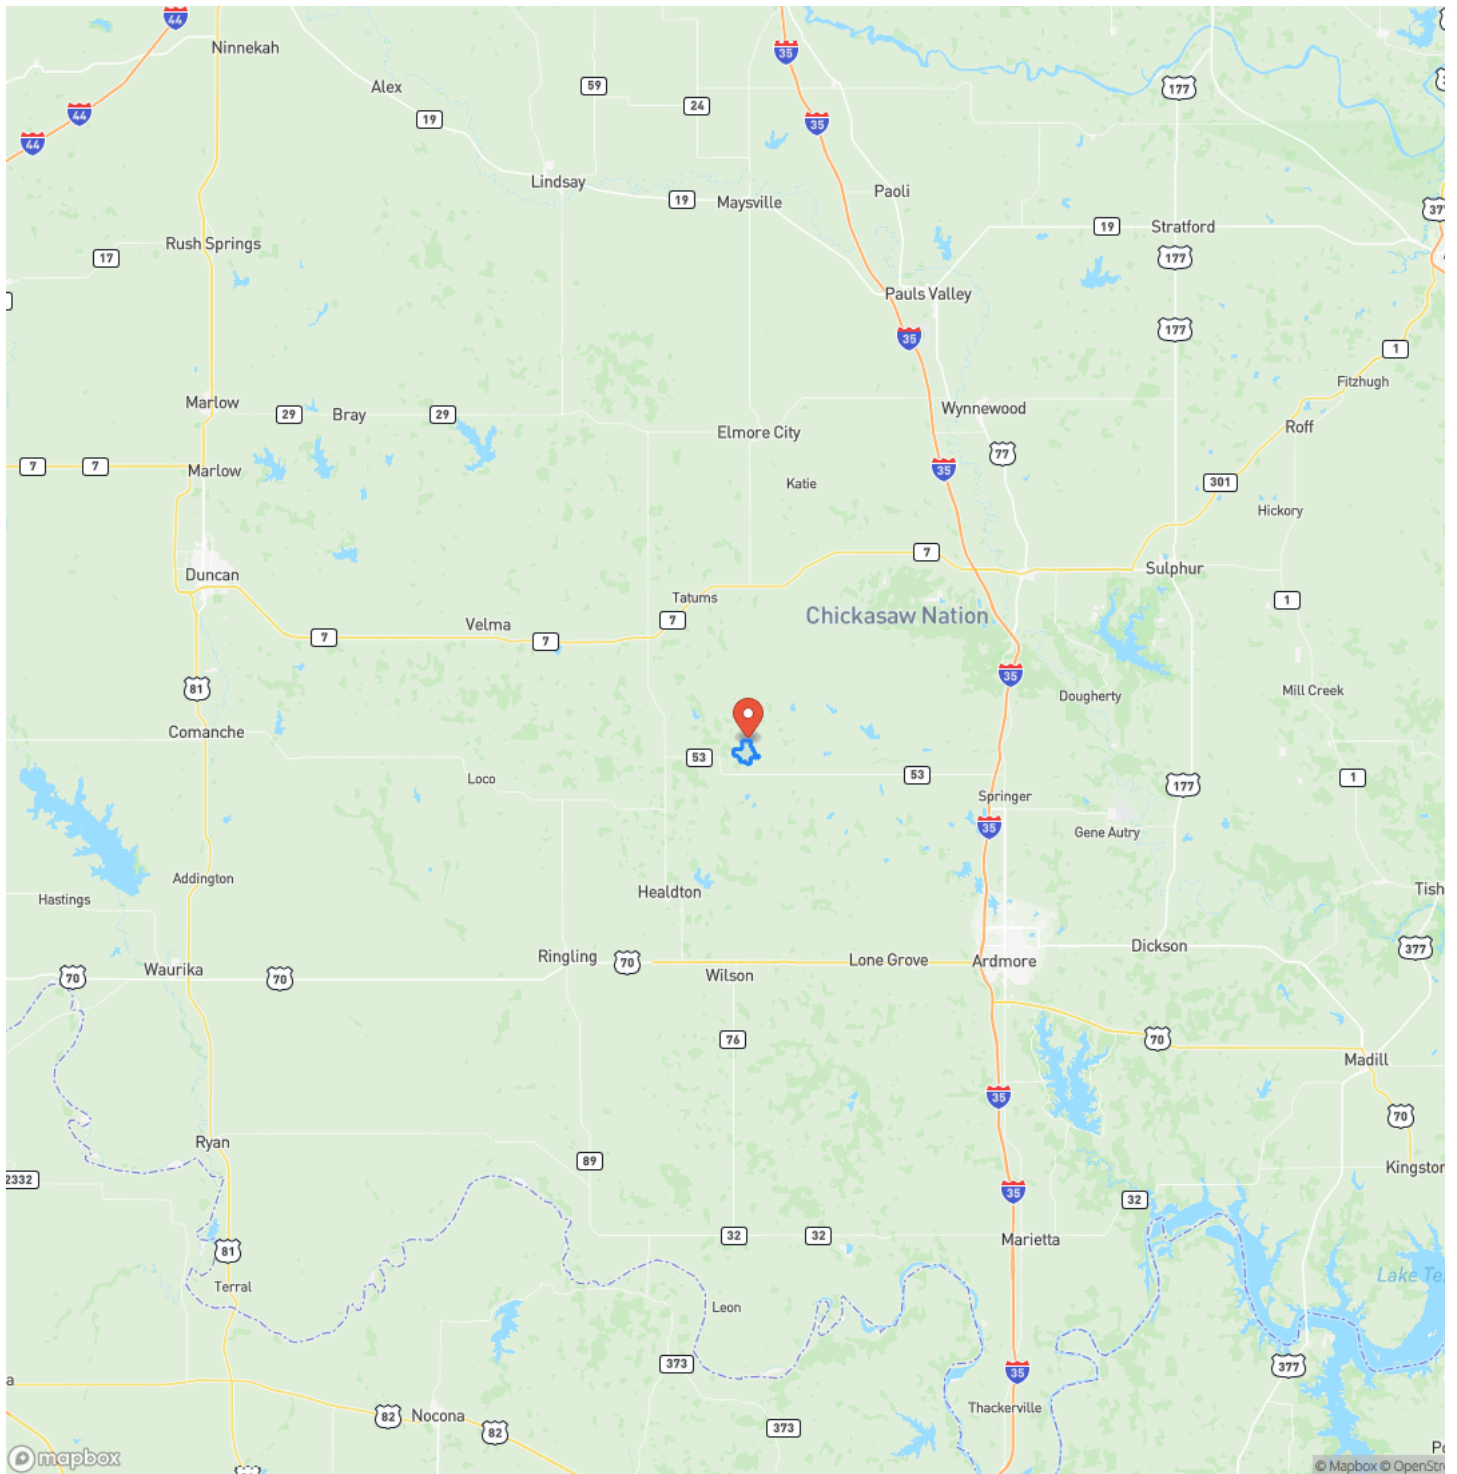 44
Ninnekah
35
Alex
59
177
24
44
19
35
44
Lindsay
19
Maysville
Paoli
377
19
Stratford
Rush Springs
17
177
Pauls Valley
177
35
1
Fitzhugh
Marlow
29
Bray
29
Wynnewood
Elmore City
Roff
77
7
7
Marlow
35
Katie
301
Hickory
7
Duncan
Sulphur
Tatums
1
Chickasaw Nation
7
Velma
7
7
35
81
Mill Creek
Dougherty
Comanche
53
53
Loco
1
177
Springer
35
Gene Autry
Addington
Healdton
Tish
Hastings
Dickson
377
Ringling
70
Lone Grove
Ardmore
Waurika
70
70
Wilson
76
70
Madill
35
70
Ryan
89
Kingstor
2332
35
32
32
32
Marietta
81
Lake Te
Terral
Leon
373
377
35
a
Thackerville
82
Nocona
82
373
Po
mapbox
© Mapbox © OpenStre